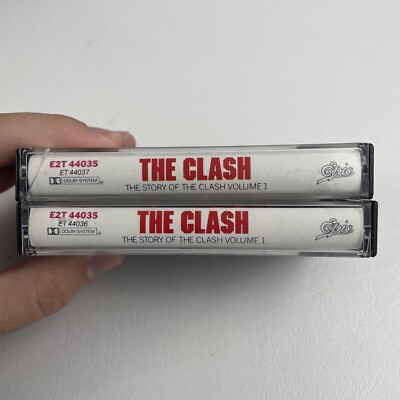 E2T 44035
ET 44037
DOLBY SYSTEM
THE CLASH
THE STORY OF THE CLASH VOLUME 1
Epic
E2T 44035
ET 44036
DOLBY SYSTEM
THE CLASH
THE STORY OF THE CLASH VOLUME 1
Epic